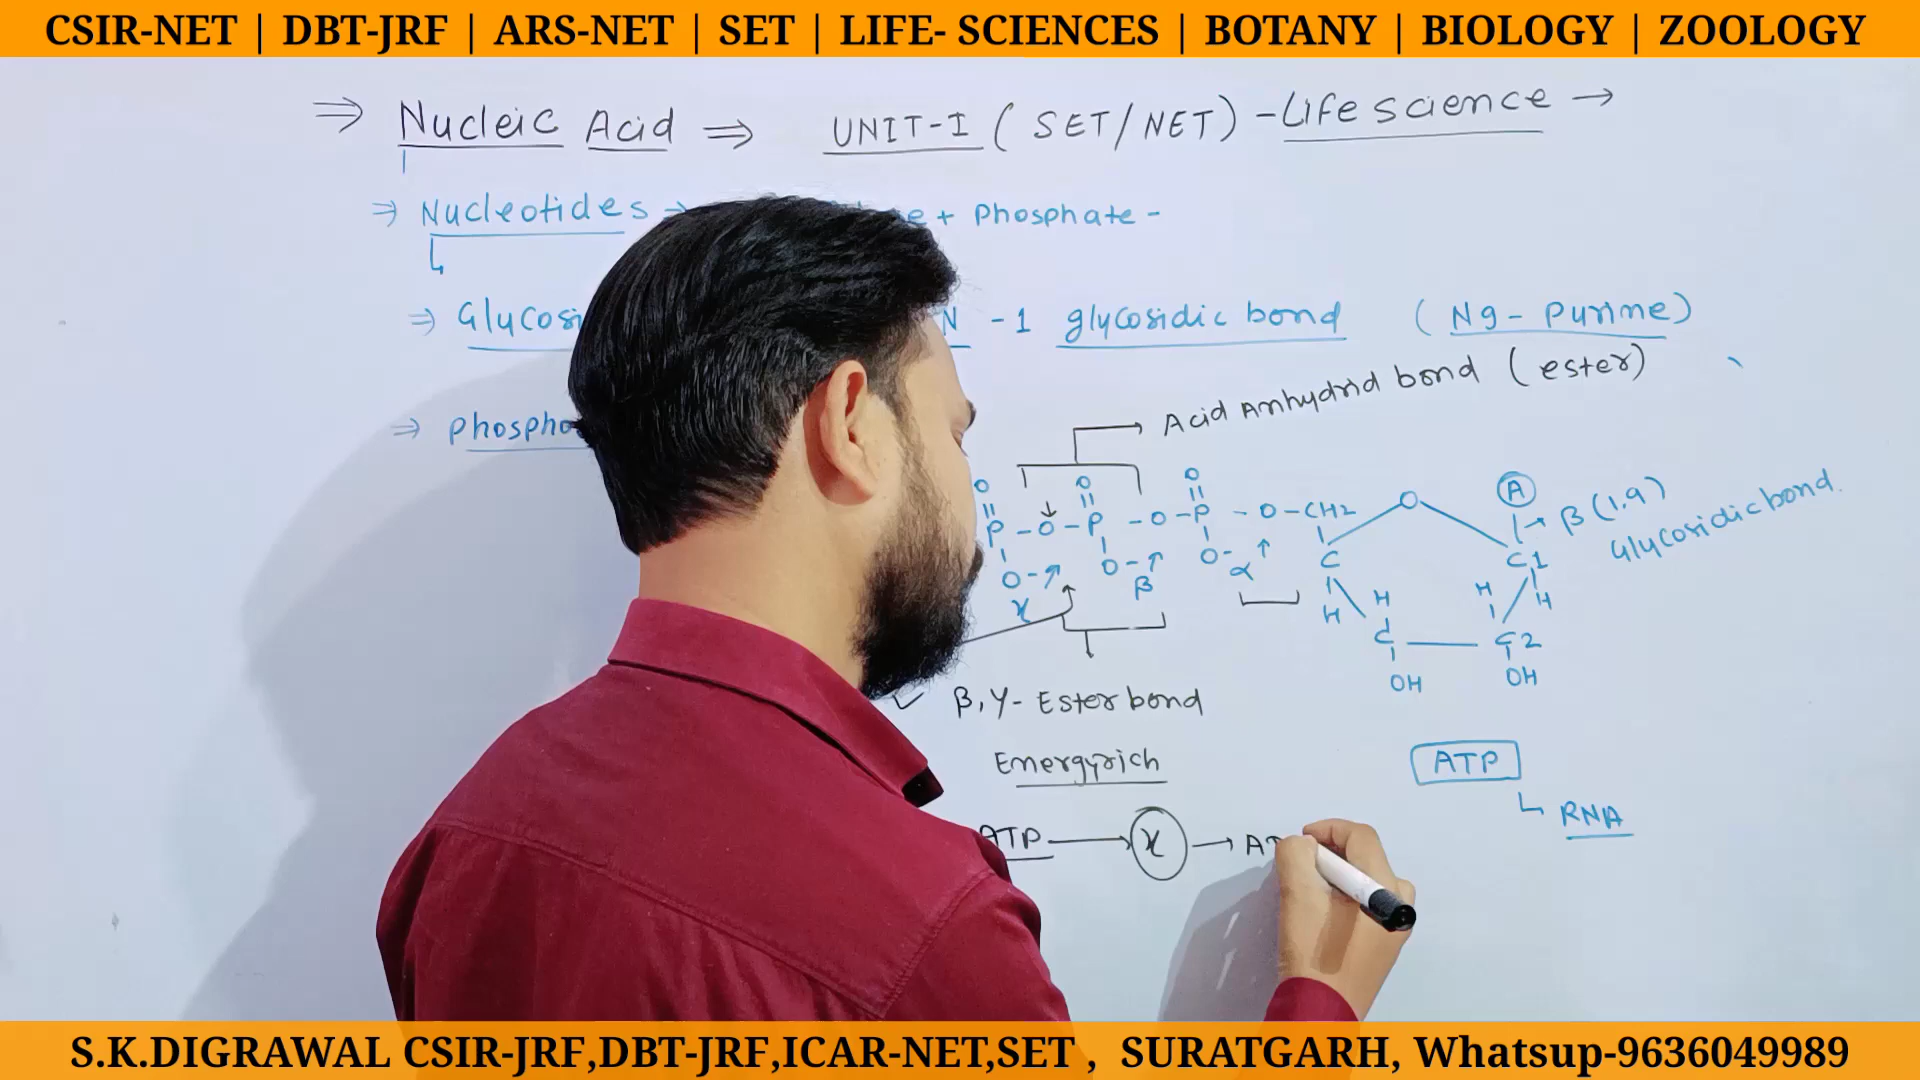 CSIR-NET | DBT-JRF | ARS-NET | SET | LIFE- SCIENCES | BOTANY | BIOLOGY | ZOOLOGY
⇒ Nucleic Acid ⇒ UNIT-I ( SET/NET) - Life science →
⇒ Nucleotides → + Phosphate -
⇒ Glycosi N - 1 glycosidic bond ( N9 - Purine)
Acid Anhydrid bond ( ester)
⇒ Phospho
O O O
P - O - P - O - P - O - CH2 O A
β (1,9)
Glycosidic bond
O- O- O-
γ β α
C C1
H H H H
C C2
OH OH
β, γ - Ester bond
Energyrich
ATP
ATP → γ → AT
RNA
S.K.DIGRAWAL CSIR-JRF,DBT-JRF,ICAR-NET,SET , SURATGARH, Whatsup-9636049989